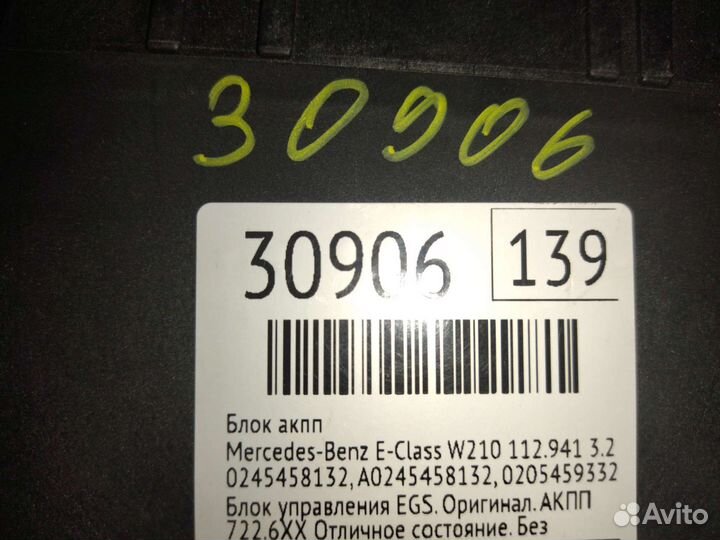 30906
30906 139
Блок акпп
Mercedes-Benz E-Class W210 112.941 3.2
0245458132, A0245458132, 0205459332
Блок управления EGS. Оригинал. АКПП
722.6XX Отличное состояние. Без
Avito